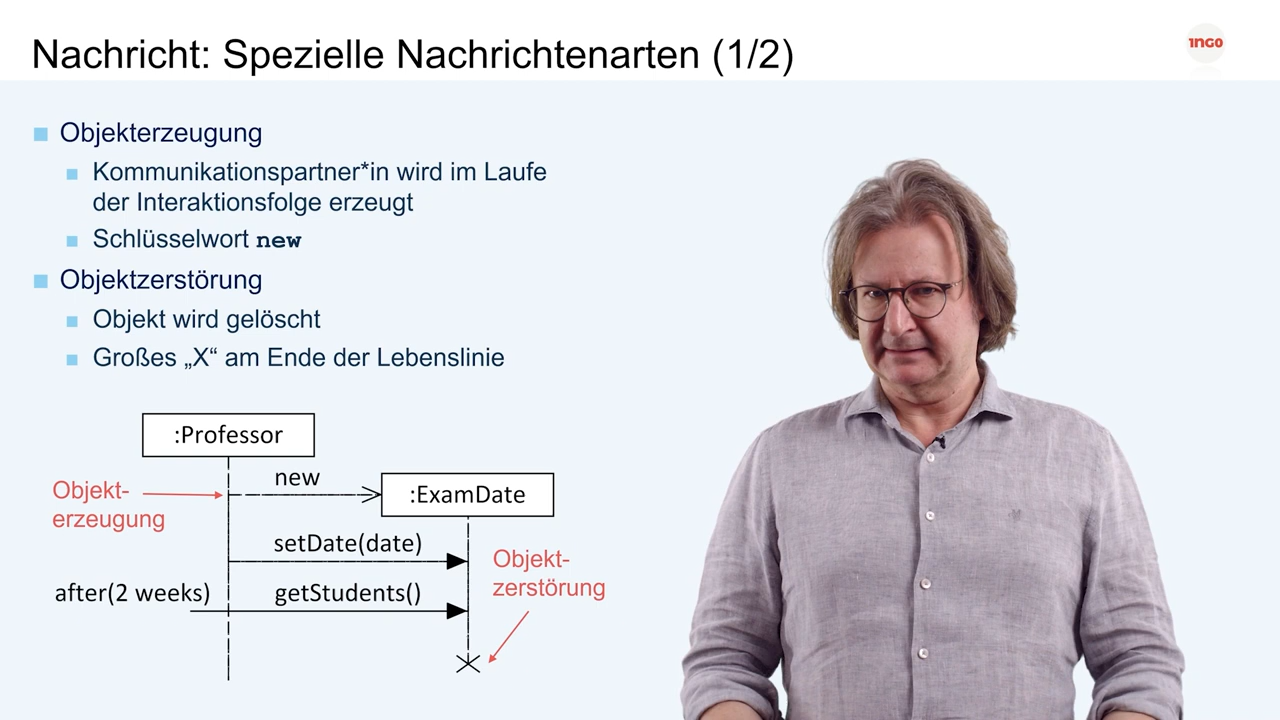 Nachricht: Spezielle Nachrichtenarten (1/2)
1NGO
Objekterzeugung
Kommunikationspartner*in wird im Laufe
der Interaktionsfolge erzeugt
Schlüsselwort new
Objektzerstörung
Objekt wird gelöscht
Großes „X“ am Ende der Lebenslinie
:Professor
new
:ExamDate
Objekt-
erzeugung
setDate(date)
Objekt-
zerstörung
after(2 weeks)
getStudents()